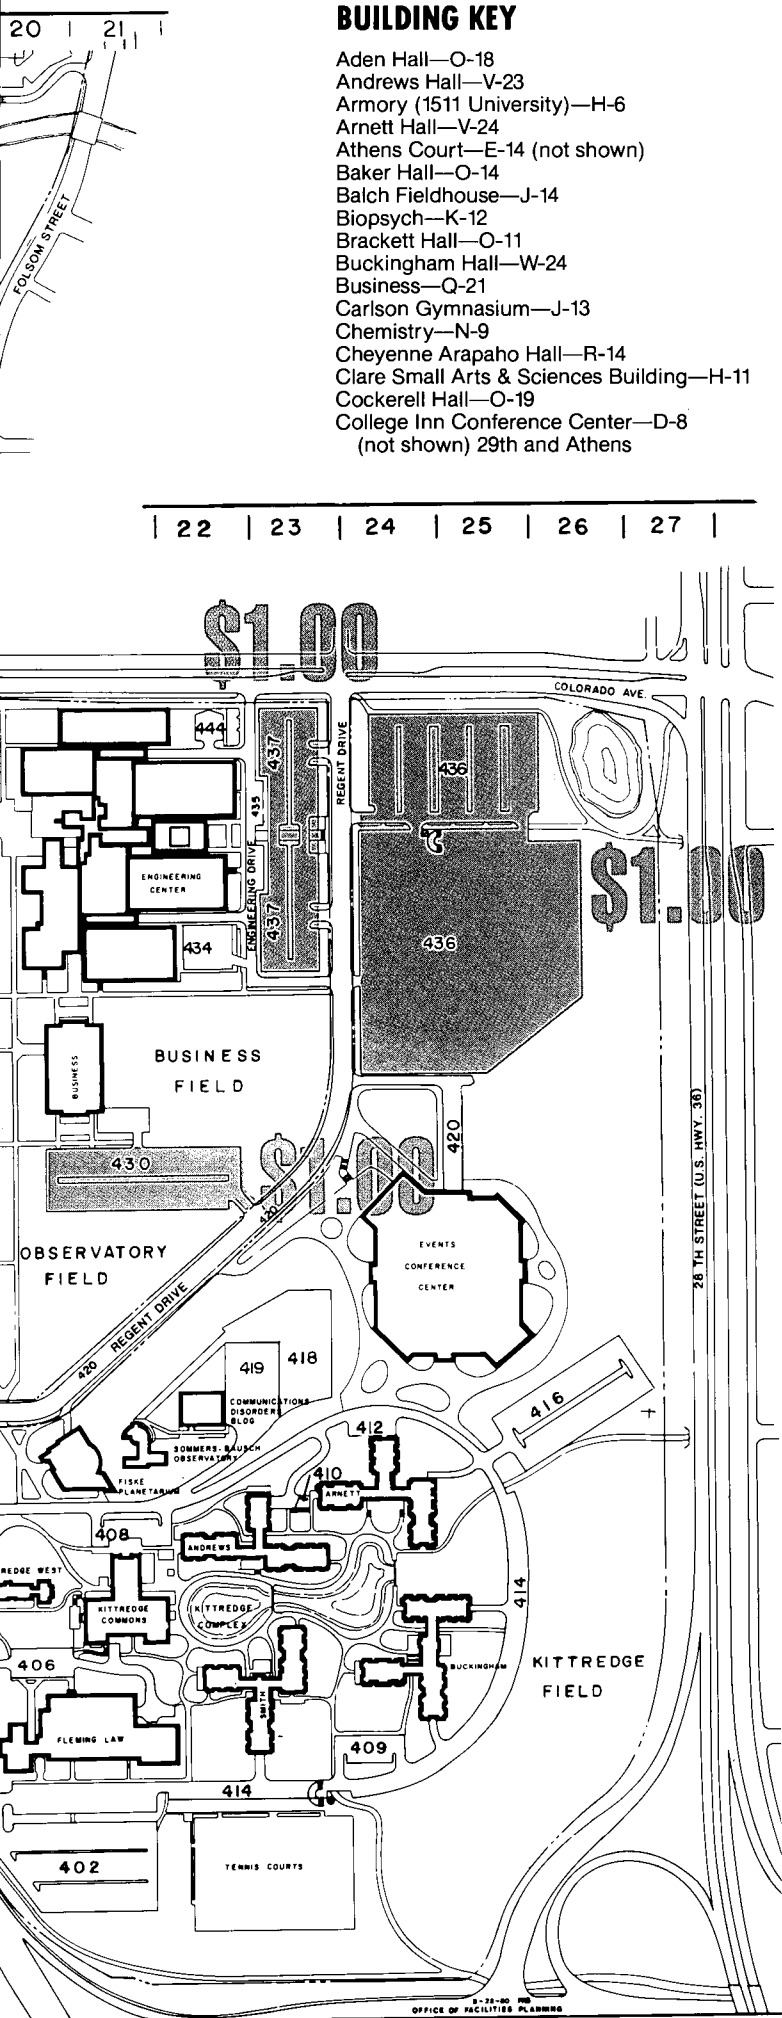 BUILDING KEY
Aden Hall—O-18
Andrews Hall—V-23
Armory (1511 University)—H-6
Arnett Hall—V-24
Athens Court—E-14 (not shown)
Baker Hall—O-14
Balch Fieldhouse—J-14
Biopsych—K-12
Brackett Hall—O-11
Buckingham Hall—W-24
Business—Q-21
Carlson Gymnasium—J-13
Chemistry—N-9
Cheyenne Arapaho Hall—R-14
Clare Small Arts & Sciences Building—H-11
Cockerell Hall—O-19
College Inn Conference Center—D-8
(not shown) 29th and Athens
20 | 21 |
FOLSOM STREET
| 22 | 23 | 24 | 25 | 26 | 27 |
$1.00
COLORADO AVE.
444
437
REGENT DRIVE
436
435
$1.00
ENGINEERING
CENTER
ENGINEERING DRIVE
437
434
436
BUSINESS
BUSINESS
FIELD
420
28 TH STREET (U.S. HWY. 36)
430
$1.00
420
OBSERVATORY
FIELD
EVENTS
CONFERENCE
CENTER
REGENT DRIVE
420
419
418
416
COMMUNICATIONS
DISORDERS
BLDG
412
SOMMERS-BAUSCH
OBSERVATORY
FISKE
PLANETARIUM
410
ARNETT
408
ANDREWS
REDGE WEST
KITTREDGE
COMMONS
KITTREDGE
COMPLEX
414
406
SMITH
BUCKINGHAM
KITTREDGE
FIELD
FLEMING LAW
409
414
402
TENNIS COURTS
OFFICE OF FACILITIES PLANNING